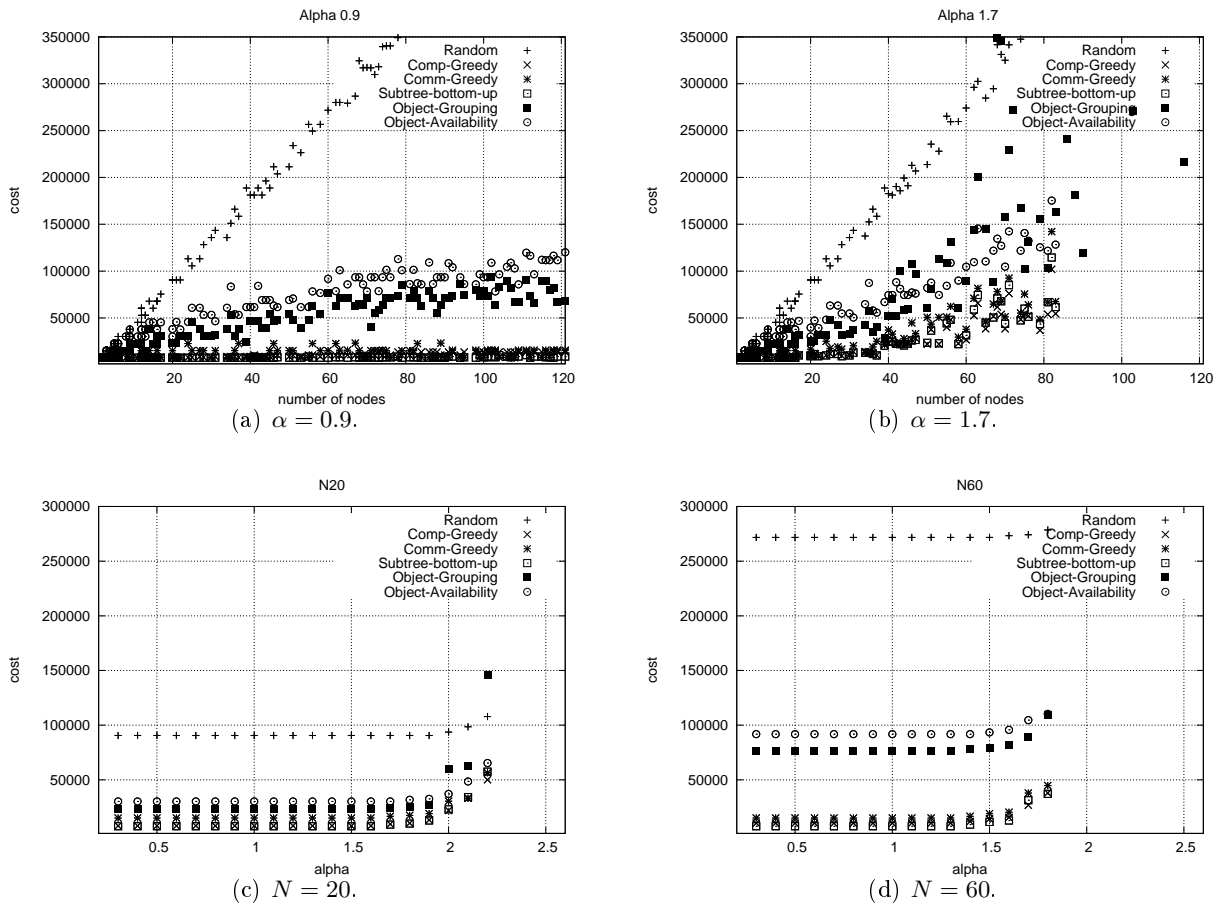 Alpha 0.9
350000
300000
250000
200000
150000
100000
50000
cost
Random
Comp-Greedy
Comm-Greedy
Subtree-bottom-up
Object-Grouping
Object-Availability
20 40 60 80 100 120
number of nodes
(a) α = 0.9.
Alpha 1.7
350000
300000
250000
200000
150000
100000
50000
cost
Random
Comp-Greedy
Comm-Greedy
Subtree-bottom-up
Object-Grouping
Object-Availability
20 40 60 80 100 120
number of nodes
(b) α = 1.7.
N20
300000
250000
200000
150000
100000
50000
cost
Random
Comp-Greedy
Comm-Greedy
Subtree-bottom-up
Object-Grouping
Object-Availability
0.5 1 1.5 2 2.5
alpha
(c) N = 20.
N60
300000
250000
200000
150000
100000
50000
cost
Random
Comp-Greedy
Comm-Greedy
Subtree-bottom-up
Object-Grouping
Object-Availability
0.5 1 1.5 2 2.5
alpha
(d) N = 60.